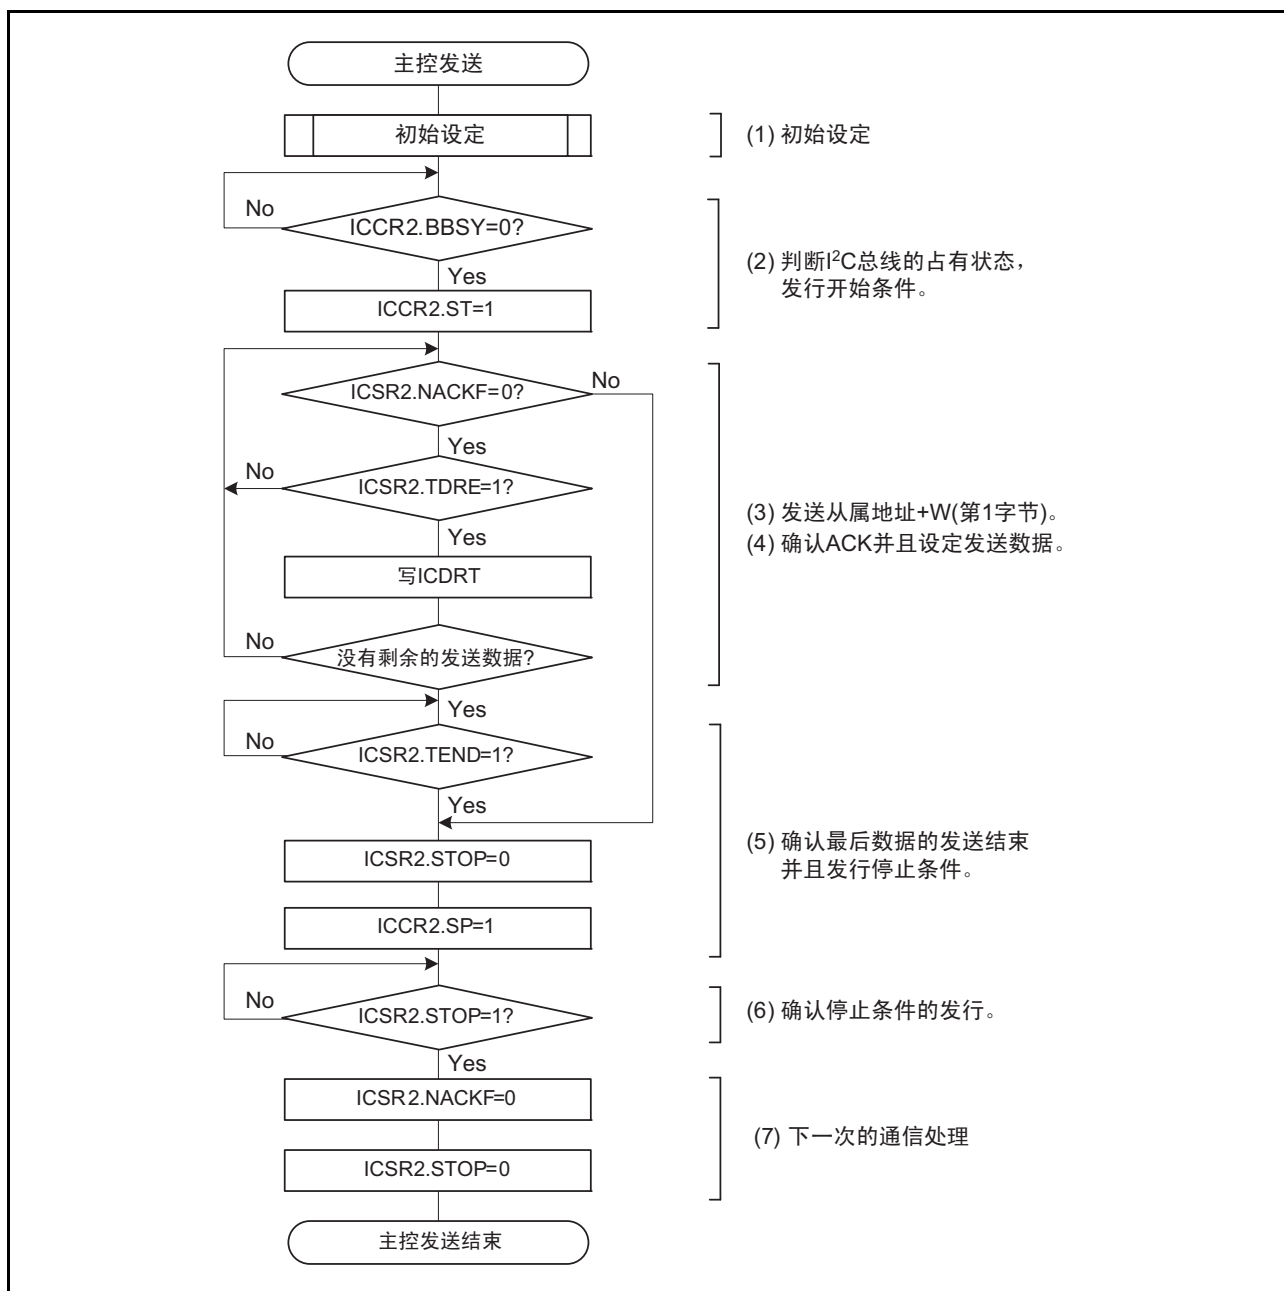 主控发送
初始设定
(1) 初始设定
No
ICCR2.BBSY=0?
Yes
(2) 判断I²C总线的占有状态，
发行开始条件。
ICCR2.ST=1
ICSR2.NACKF=0?
No
Yes
No
ICSR2.TDRE=1?
Yes
(3) 发送从属地址+W(第1字节)。
(4) 确认ACK并且设定发送数据。
写ICDRT
No
没有剩余的发送数据?
Yes
No
ICSR2.TEND=1?
Yes
(5) 确认最后数据的发送结束
并且发行停止条件。
ICSR2.STOP=0
ICCR2.SP=1
No
ICSR2.STOP=1?
(6) 确认停止条件的发行。
Yes
ICSR2.NACKF=0
(7) 下一次的通信处理
ICSR2.STOP=0
主控发送结束